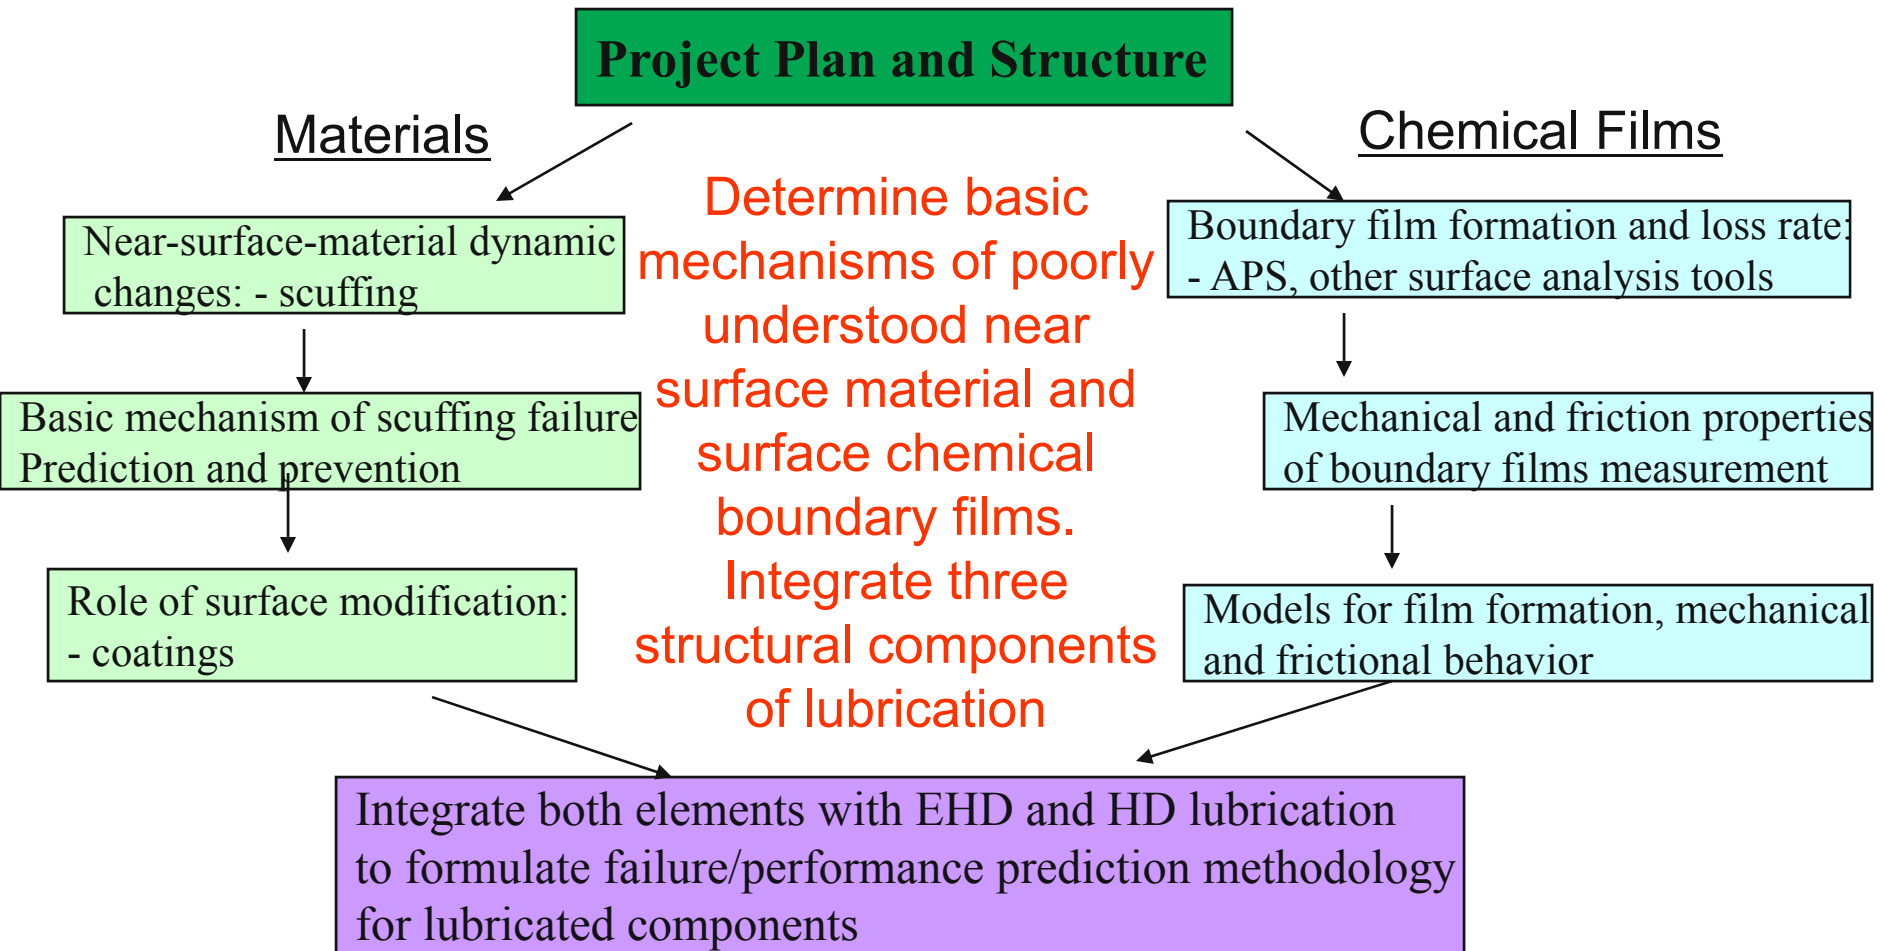 Project Plan and Structure
Materials
Near-surface-material dynamic
changes: - scuffing
Basic mechanism of scuffing failure
Prediction and prevention
Role of surface modification:
- coatings
Determine basic
mechanisms of poorly
understood near
surface material and
surface chemical
boundary films.
Integrate three
structural components
of lubrication
Chemical Films
Boundary film formation and loss rate:
- APS, other surface analysis tools
Mechanical and friction properties
of boundary films measurement
Models for film formation, mechanical
and frictional behavior
Integrate both elements with EHD and HD lubrication
to formulate failure/performance prediction methodology
for lubricated components